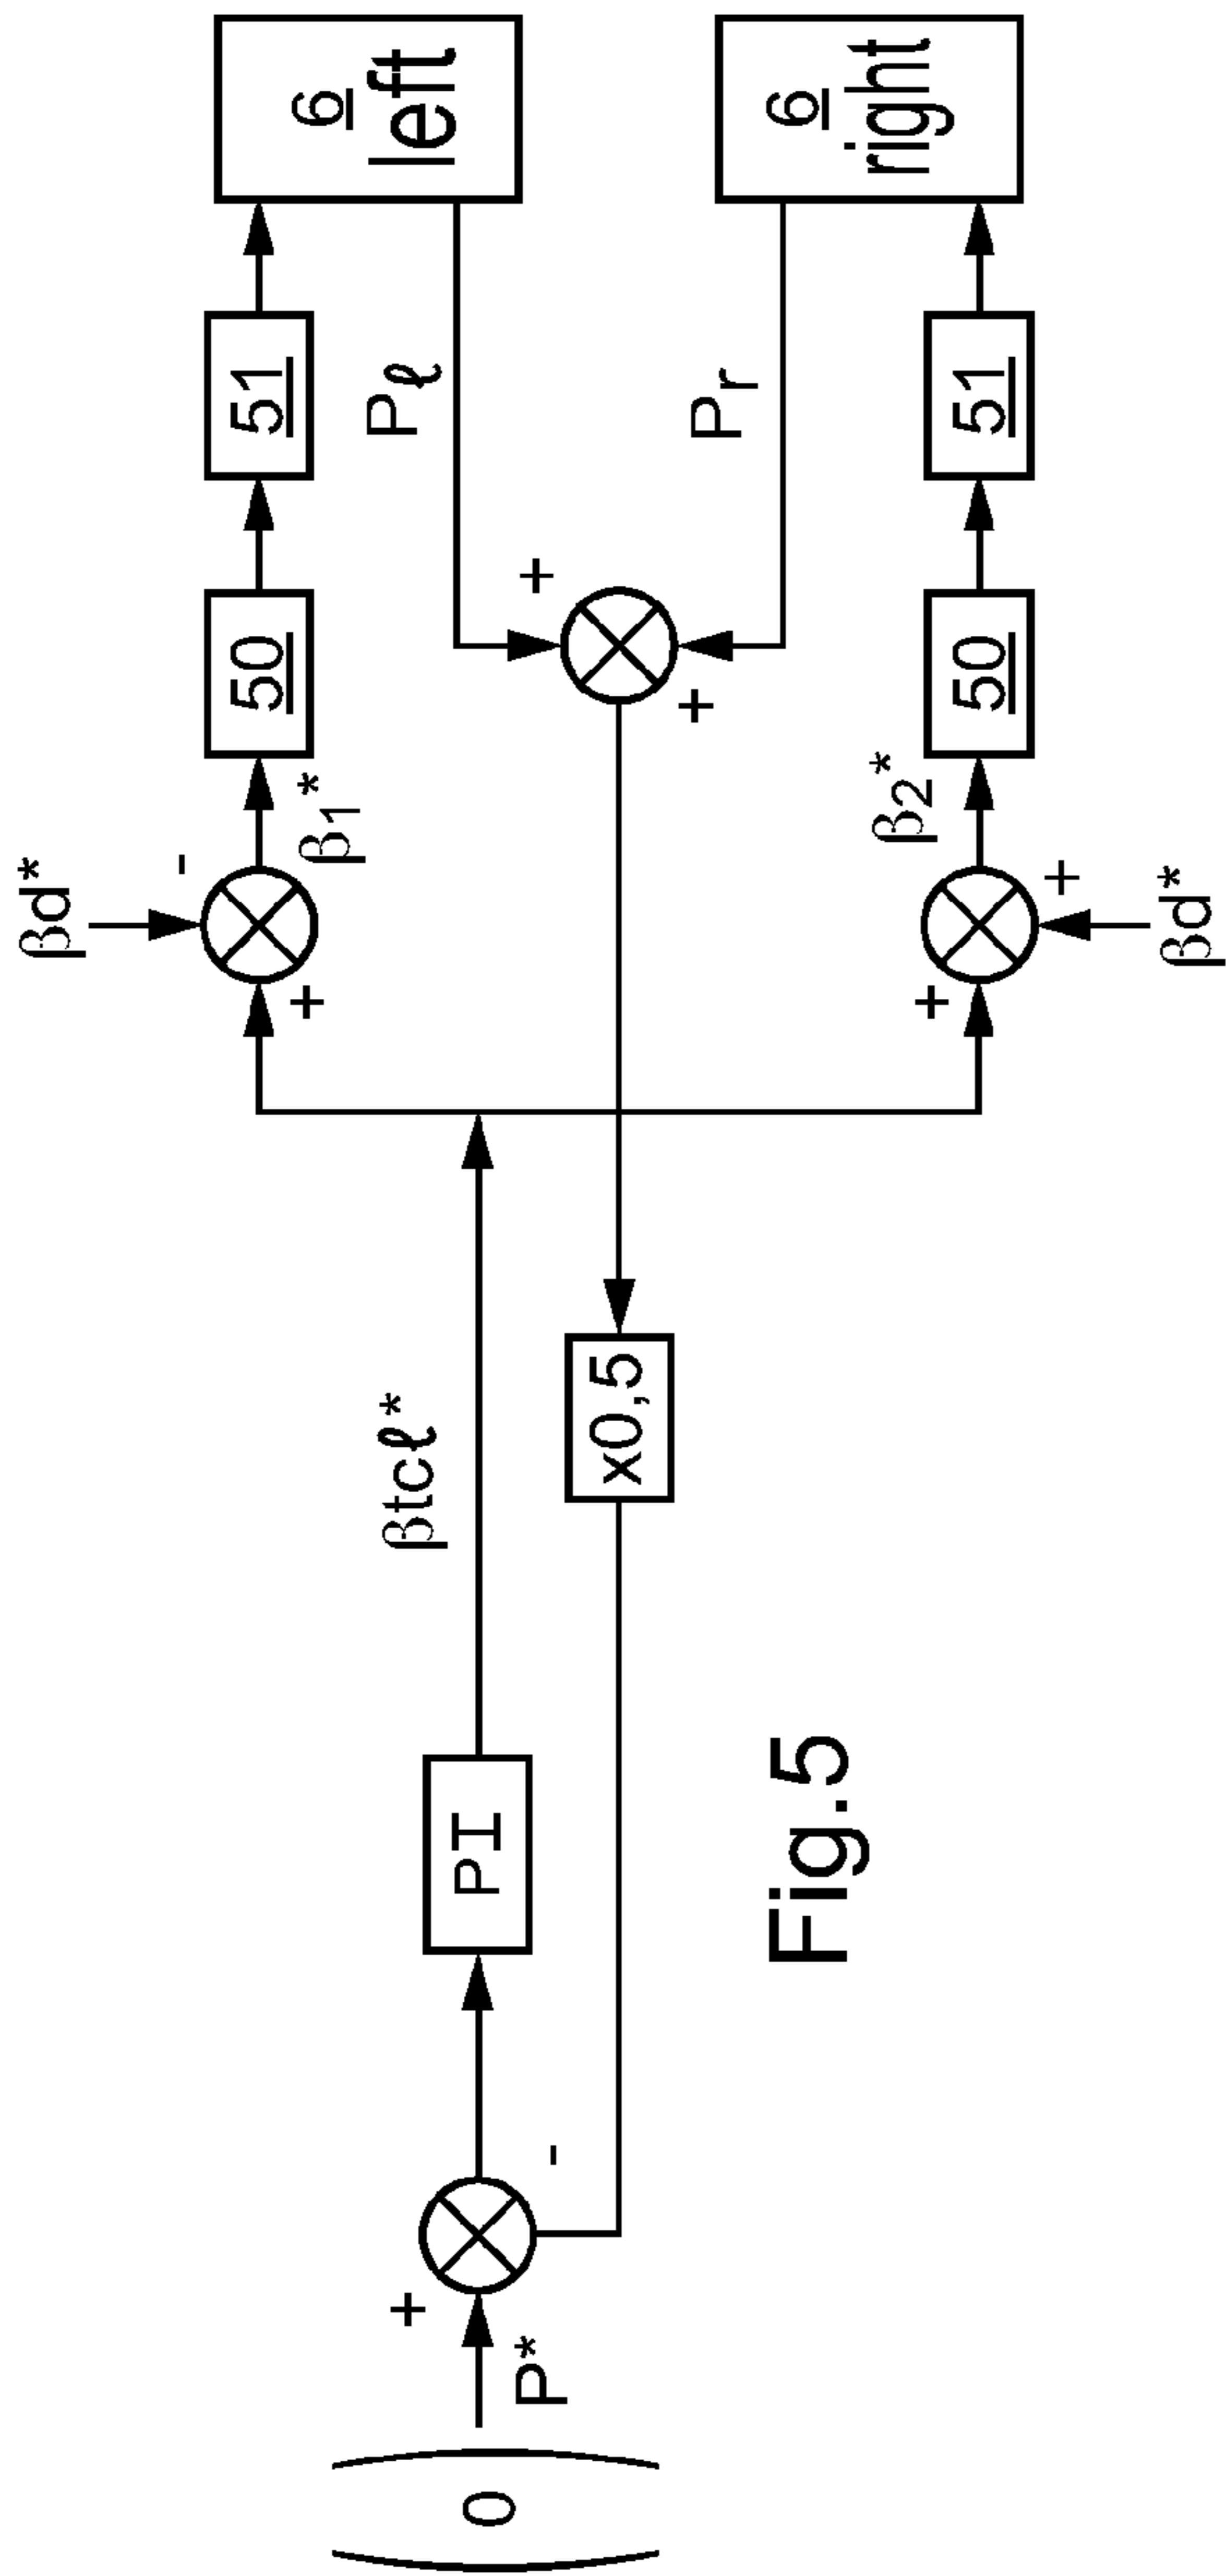 βd*
-
+
β1*
50
51
6
left
Pℓ
+
+
Pr
(0)
P*
+
-
PI
βtcℓ*
x0,5
+
+
βd*
β2*
50
51
6
right
Fig.5